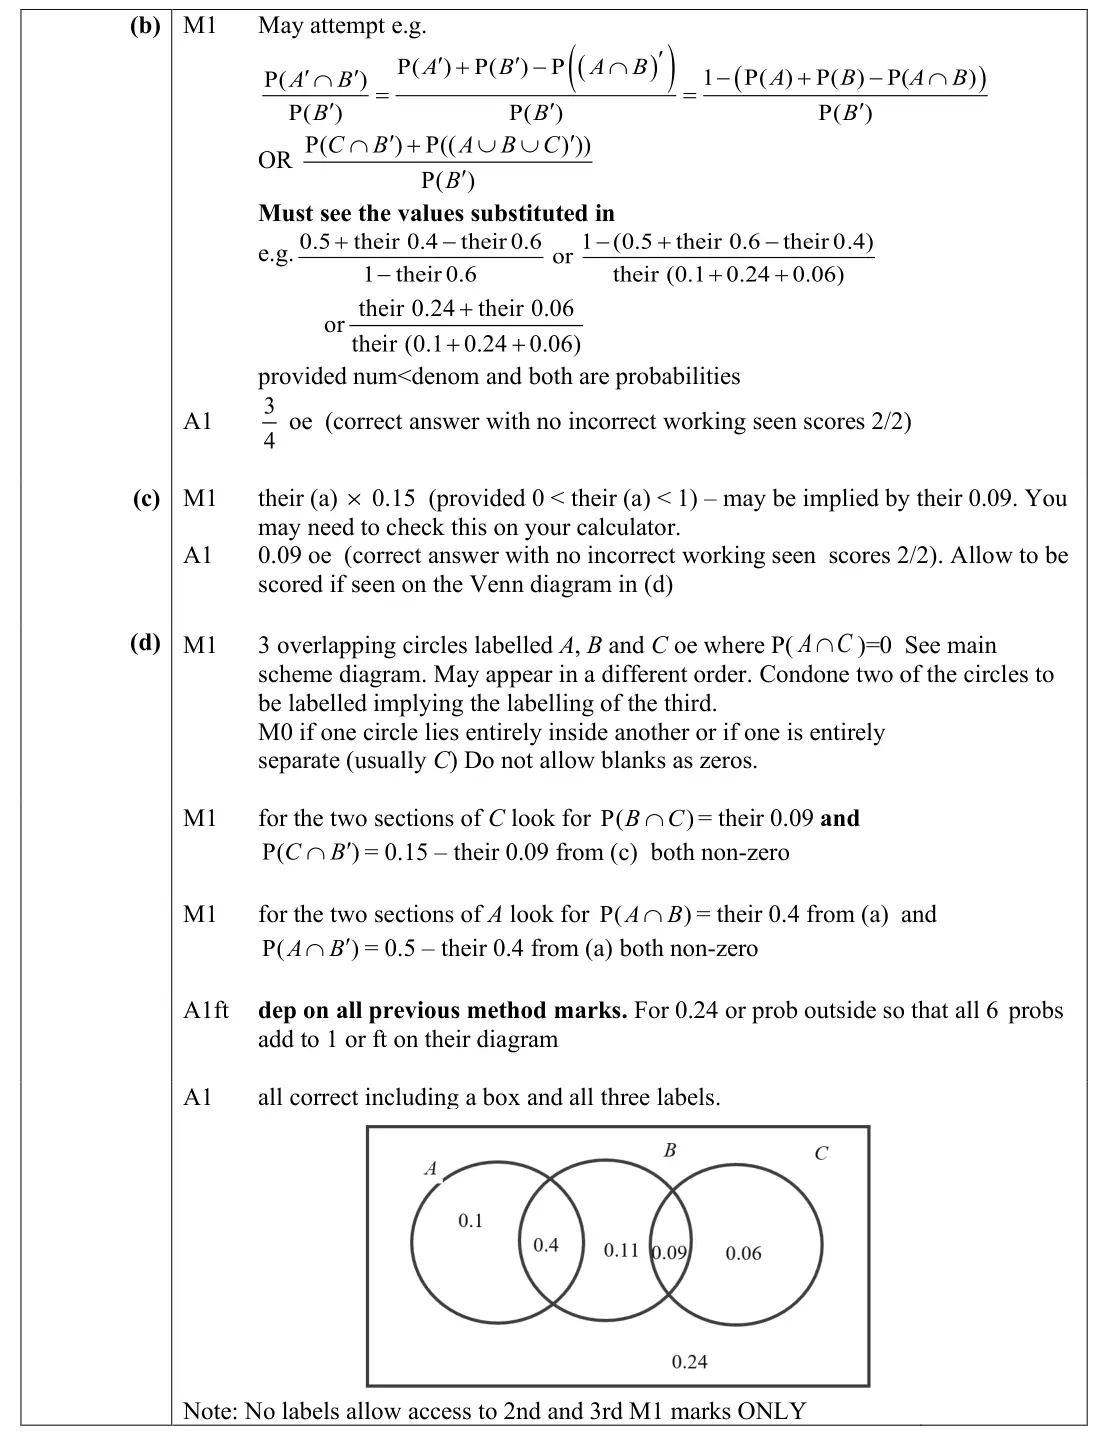 (b) M1 May attempt e.g.
P(A′ ∩ B′)/P(B′) = (P(A′) + P(B′) − P((A ∩ B)′))/P(B′) = (1 − (P(A) + P(B) − P(A ∩ B)))/P(B′)
OR (P(C ∩ B′) + P((A ∪ B ∪ C)′)))/P(B′)
Must see the values substituted in
e.g. (0.5 + their 0.4 − their 0.6)/(1 − their 0.6) or (1 − (0.5 + their 0.6 − their 0.4))/(their (0.1 + 0.24 + 0.06))
or (their 0.24 + their 0.06)/(their (0.1 + 0.24 + 0.06))
provided num<denom and both are probabilities
A1 3/4 oe (correct answer with no incorrect working seen scores 2/2)
(c) M1 their (a) × 0.15 (provided 0 < their (a) < 1) – may be implied by their 0.09. You
may need to check this on your calculator.
A1 0.09 oe (correct answer with no incorrect working seen scores 2/2). Allow to be
scored if seen on the Venn diagram in (d)
(d) M1 3 overlapping circles labelled A, B and C oe where P( A ∩ C )=0 See main
scheme diagram. May appear in a different order. Condone two of the circles to
be labelled implying the labelling of the third.
M0 if one circle lies entirely inside another or if one is entirely
separate (usually C) Do not allow blanks as zeros.
M1 for the two sections of C look for P(B ∩ C) = their 0.09 and
P(C ∩ B′) = 0.15 – their 0.09 from (c) both non-zero
M1 for the two sections of A look for P(A ∩ B) = their 0.4 from (a) and
P(A ∩ B′) = 0.5 – their 0.4 from (a) both non-zero
A1ft dep on all previous method marks. For 0.24 or prob outside so that all 6 probs
add to 1 or ft on their diagram
A1 all correct including a box and all three labels.
A B C
0.1 0.4 0.11 0.09 0.06
0.24
Note: No labels allow access to 2nd and 3rd M1 marks ONLY